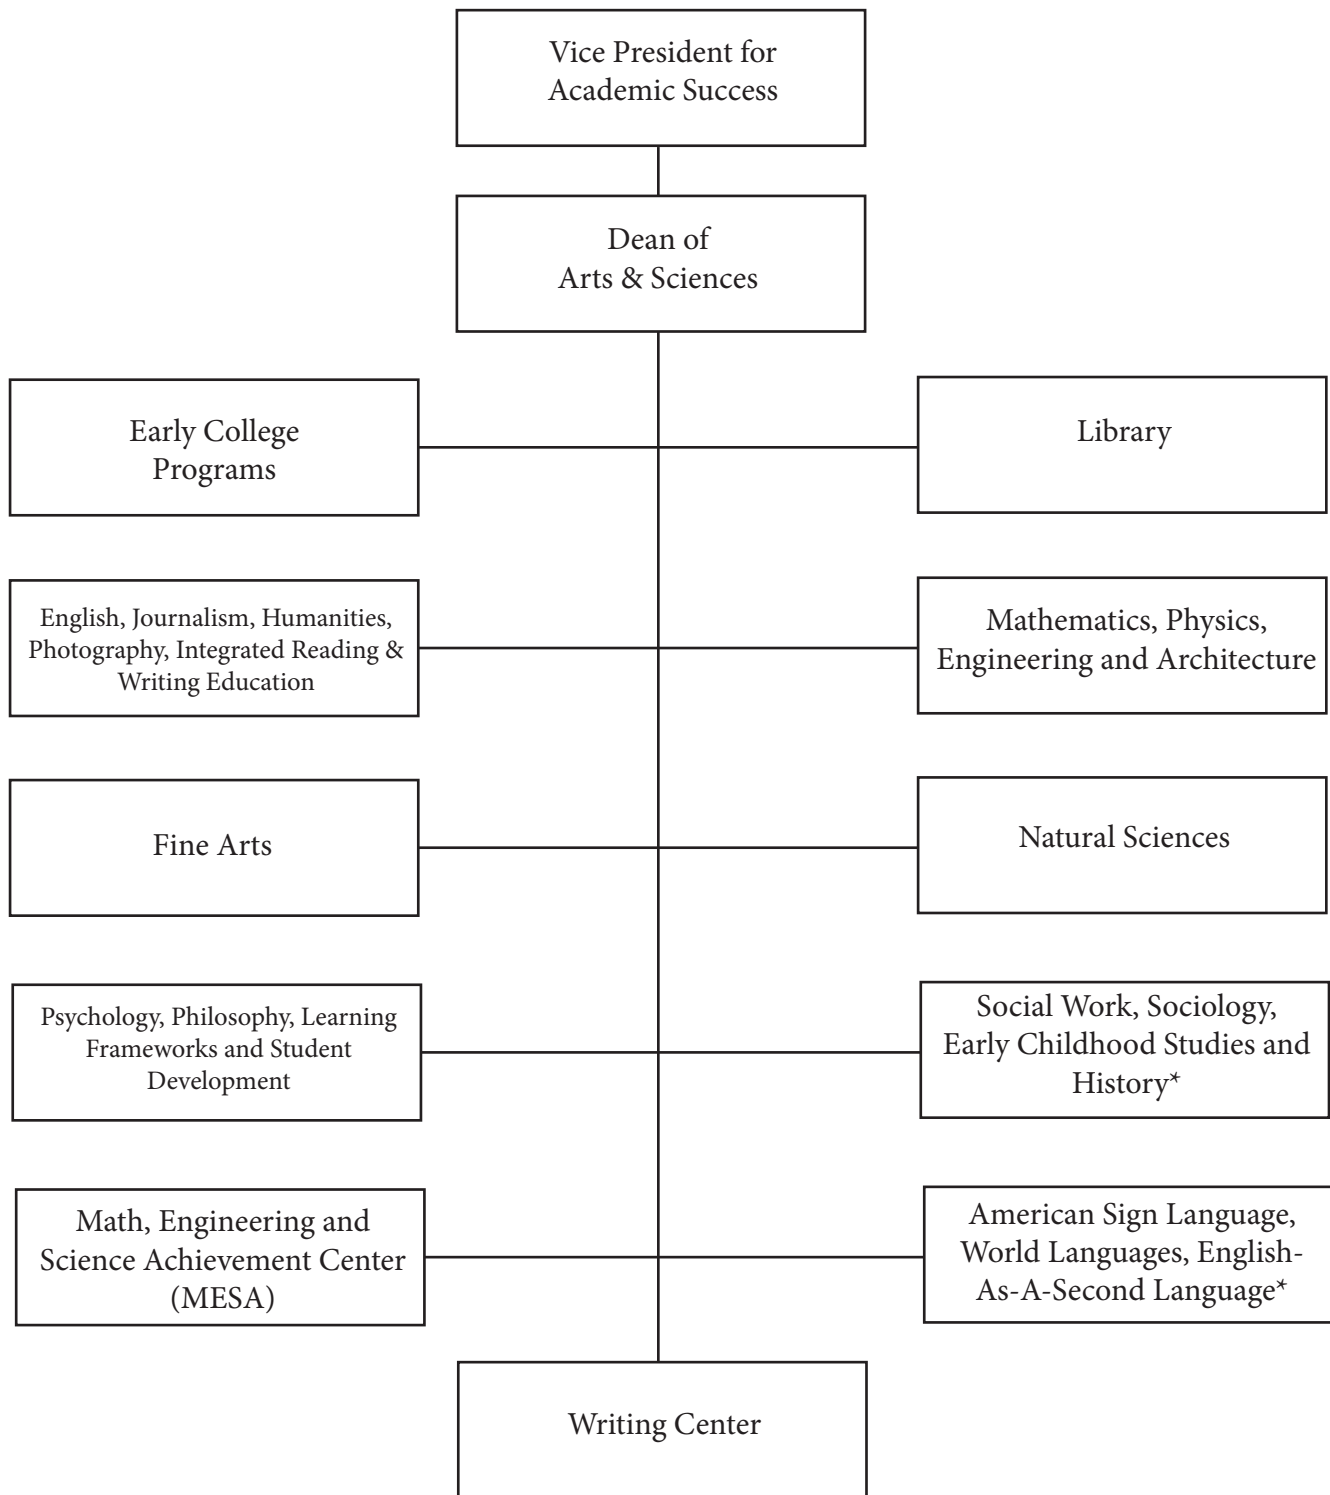 Vice President for
Academic Success
Dean of
Arts & Sciences
Early College
Programs
Library
English, Journalism, Humanities,
Photography, Integrated Reading &
Writing Education
Mathematics, Physics,
Engineering and Architecture
Fine Arts
Natural Sciences
Psychology, Philosophy, Learning
Frameworks and Student
Development
Social Work, Sociology,
Early Childhood Studies and
History*
Math, Engineering and
Science Achievement Center
(MESA)
American Sign Language,
World Languages, English-
As-A-Second Language*
Writing Center